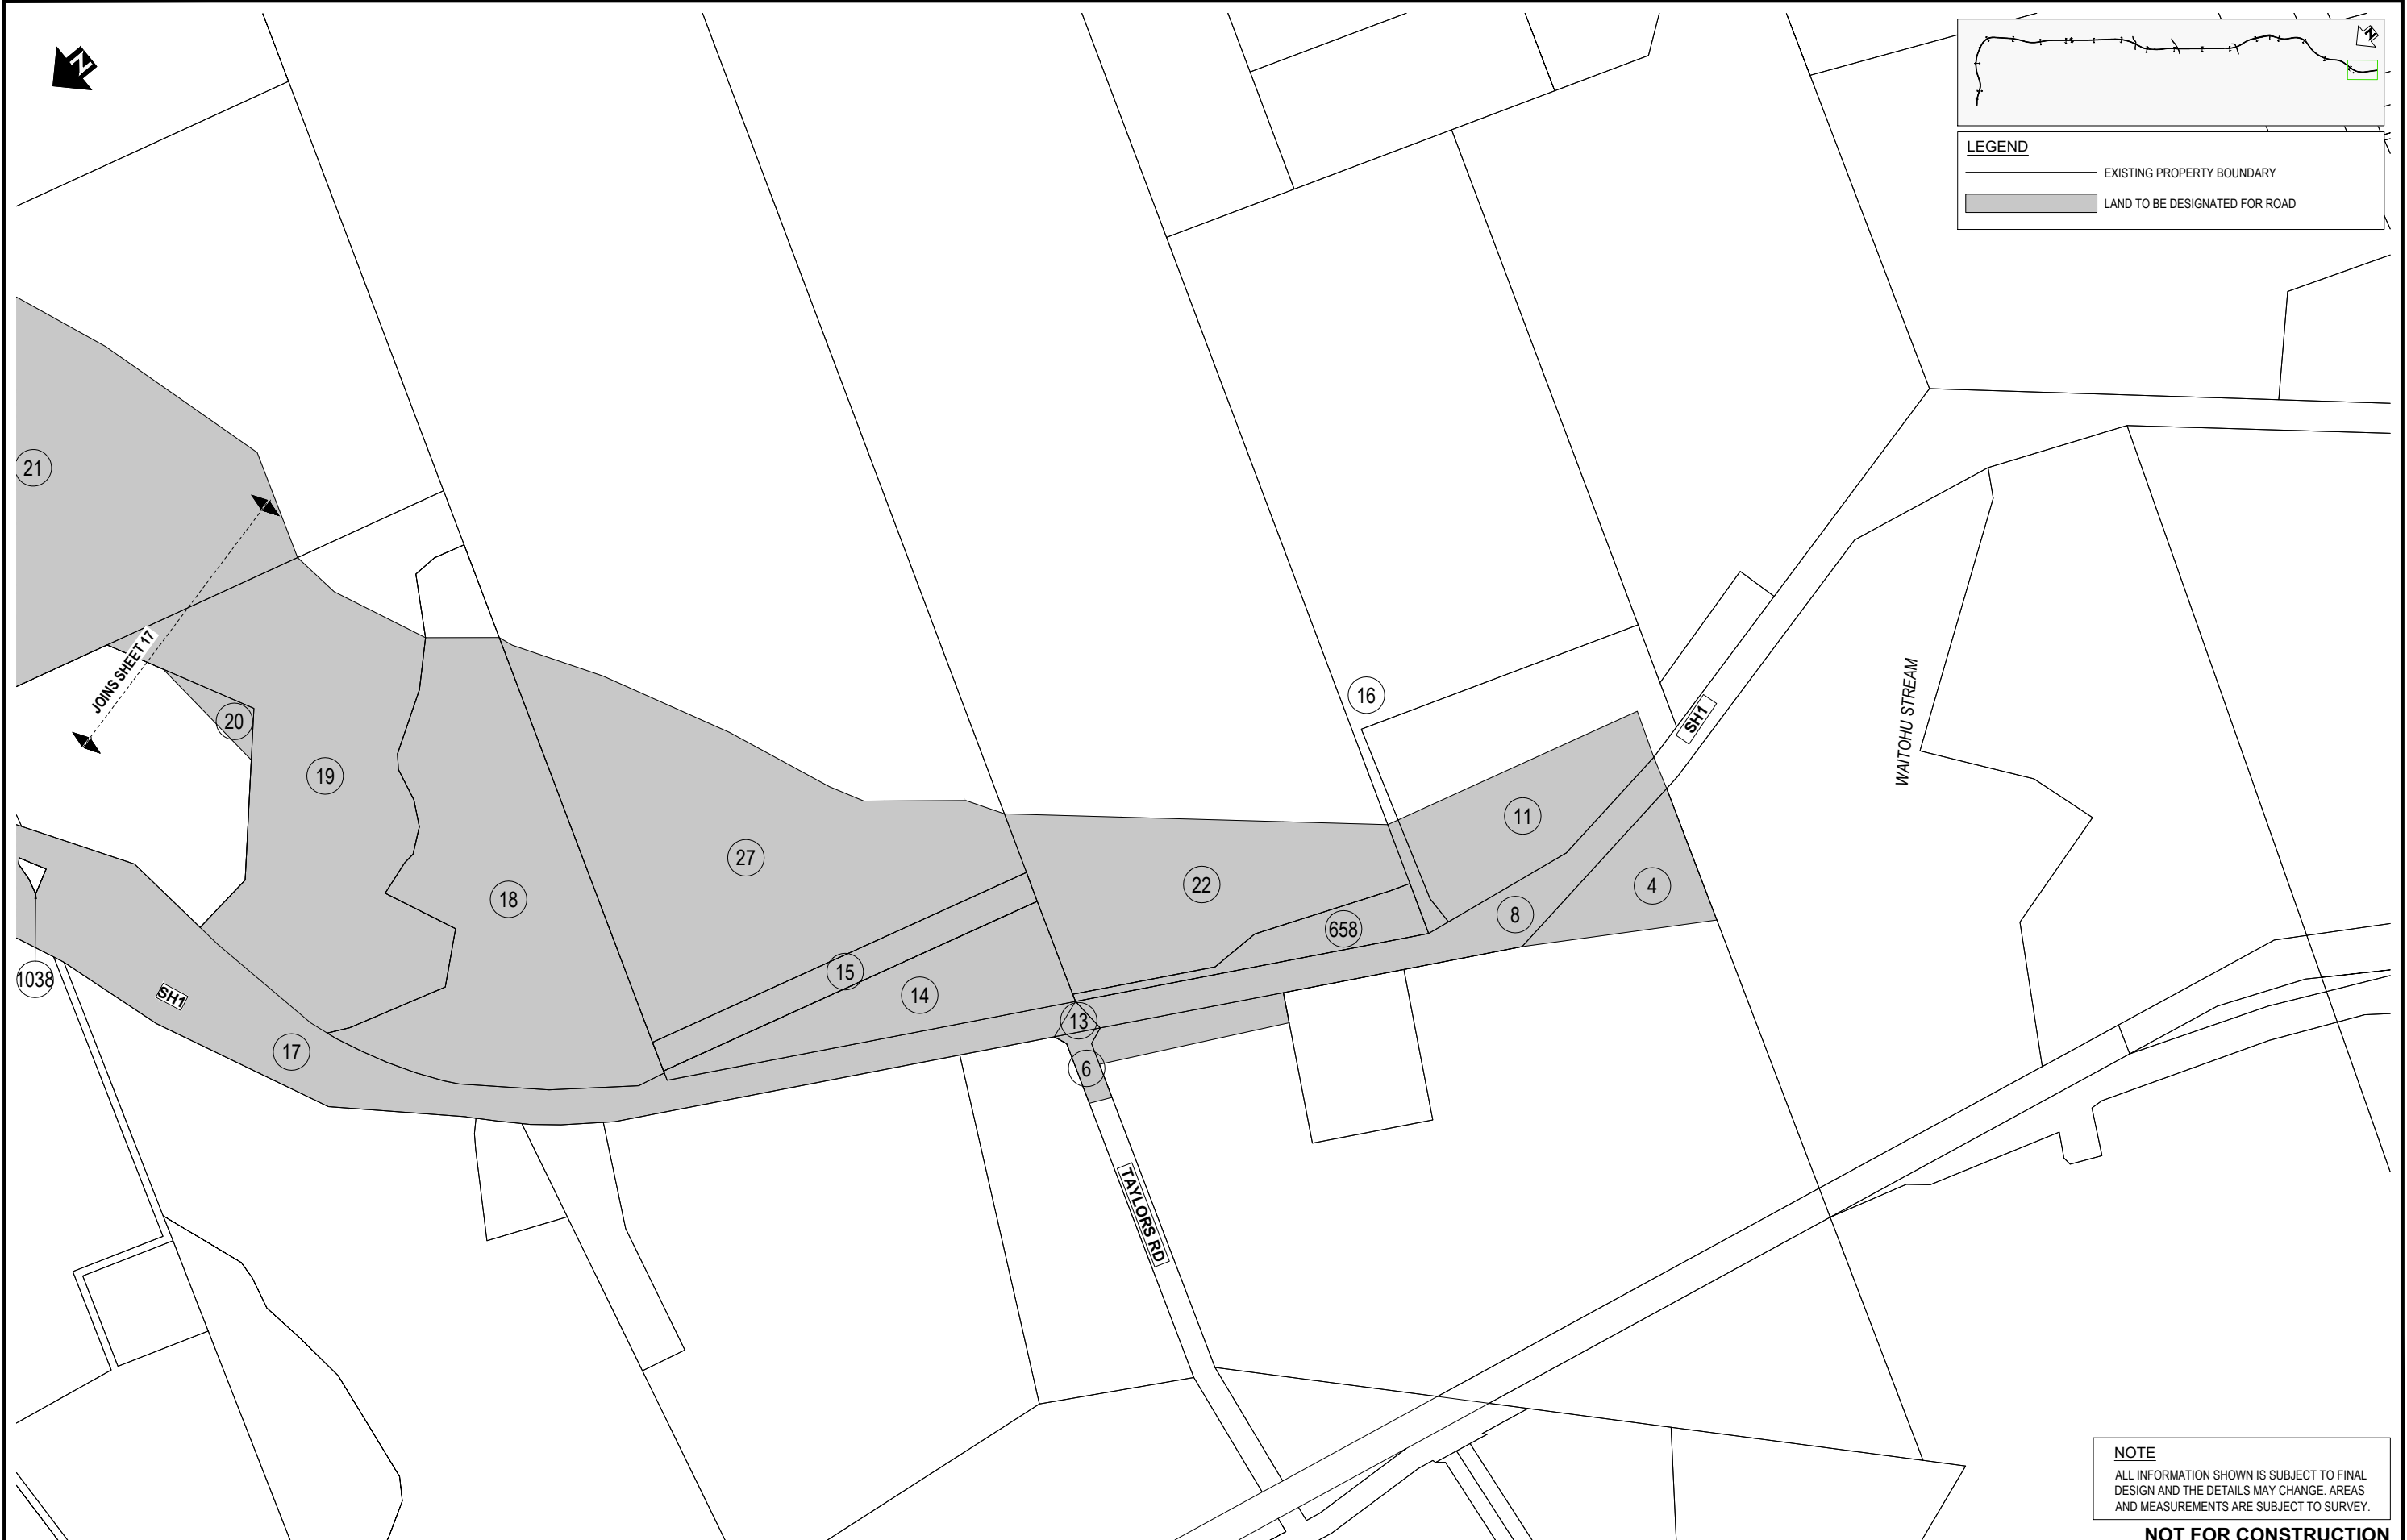 N
N
LEGEND
EXISTING PROPERTY BOUNDARY
LAND TO BE DESIGNATED FOR ROAD
21
JOINS SHEET 17
16
SH1
WAITOHU STREAM
20
19
11
27
18
22
4
8
658
15
14
1038
SH1
13
17
6
TAYLORS RD
NOTE
ALL INFORMATION SHOWN IS SUBJECT TO FINAL
DESIGN AND THE DETAILS MAY CHANGE. AREAS
AND MEASUREMENTS ARE SUBJECT TO SURVEY.
NOT FOR CONSTRUCTION